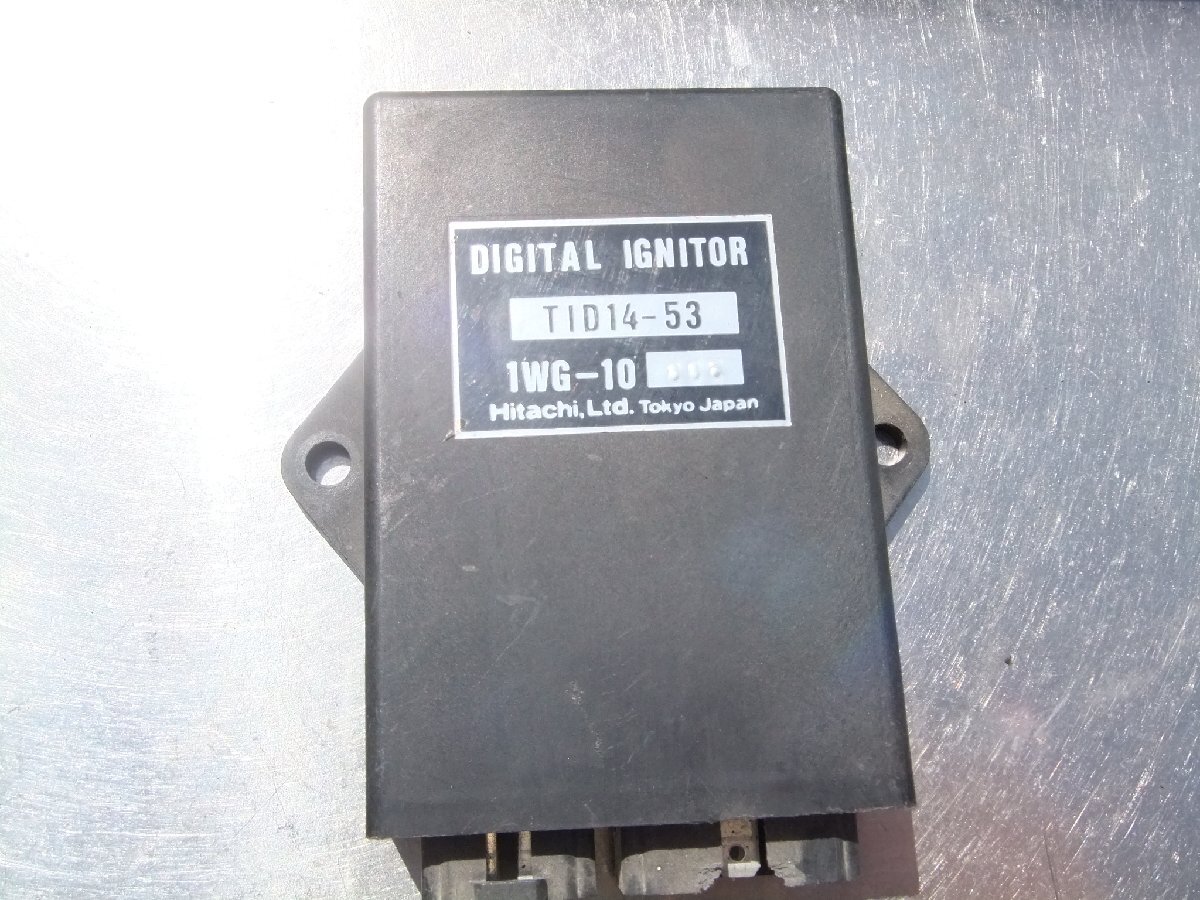 DIGITAL IGNITOR
TID14-53
1WG-10
Hitachi, Ltd. Tokyo Japan